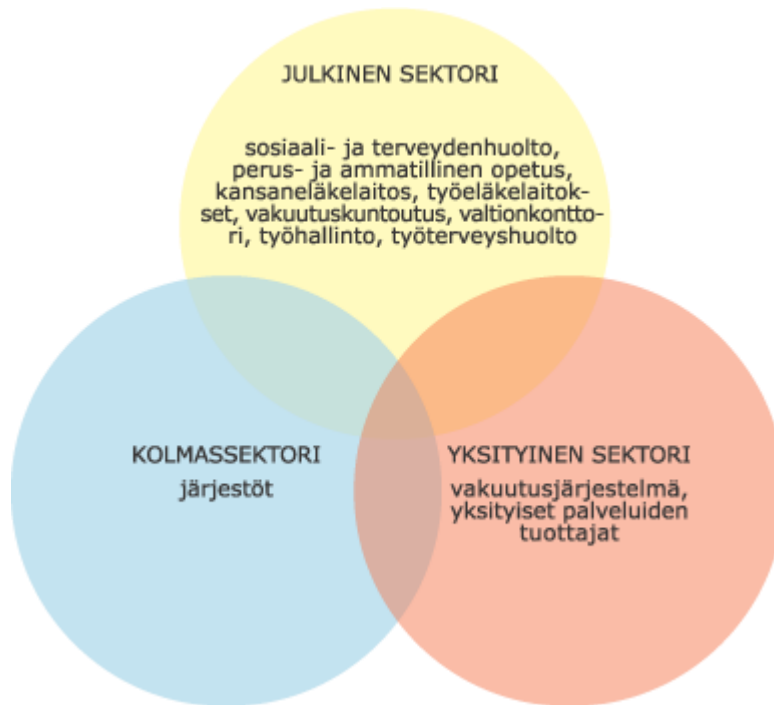 JULKINEN SEKTORI
sosiaali- ja terveydenhuolto,
perus- ja ammatillinen opetus,
kansaneläkelaitos, työeläkelaitok-
set, vakuutuskuntoutus, valtionkontto-
ri, työhallinto, työterveyshuolto
KOLMASSEKTORI
järjestöt
YKSITYINEN SEKTORI
vakuutusjärjestelmä,
yksityiset palveluiden
tuottajat